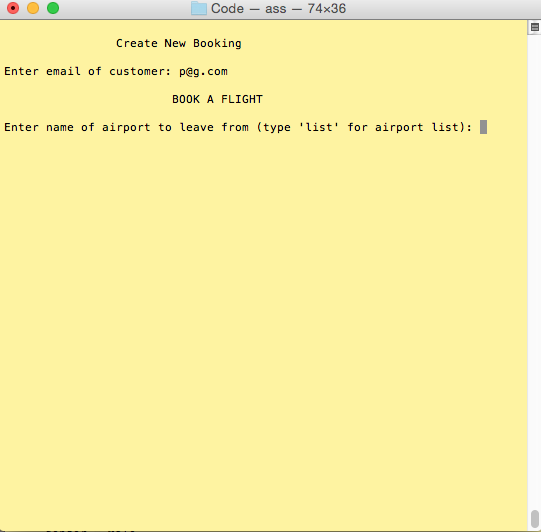 Code — ass — 74×36
Create New Booking
Enter email of customer: p@g.com
BOOK A FLIGHT
Enter name of airport to leave from (type 'list' for airport list):